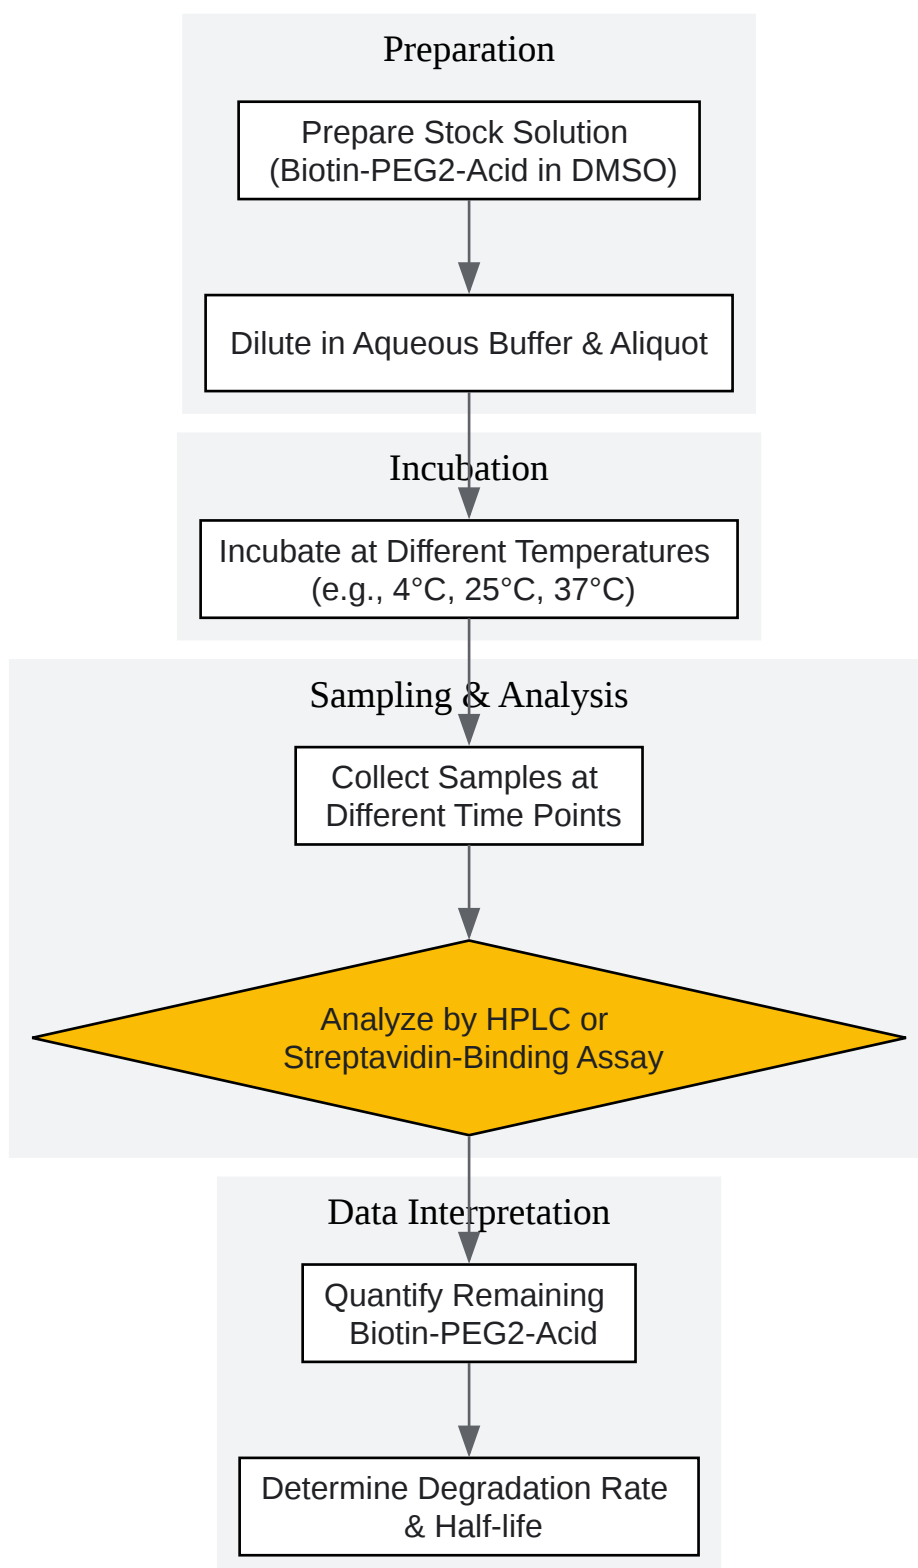 Preparation
Prepare Stock Solution
(Biotin-PEG2-Acid in DMSO)
Dilute in Aqueous Buffer & Aliquot
Incubation
Incubate at Different Temperatures
(e.g., 4°C, 25°C, 37°C)
Sampling & Analysis
Collect Samples at
Different Time Points
Analyze by HPLC or
Streptavidin-Binding Assay
Data Interpretation
Quantify Remaining
Biotin-PEG2-Acid
Determine Degradation Rate
& Half-life